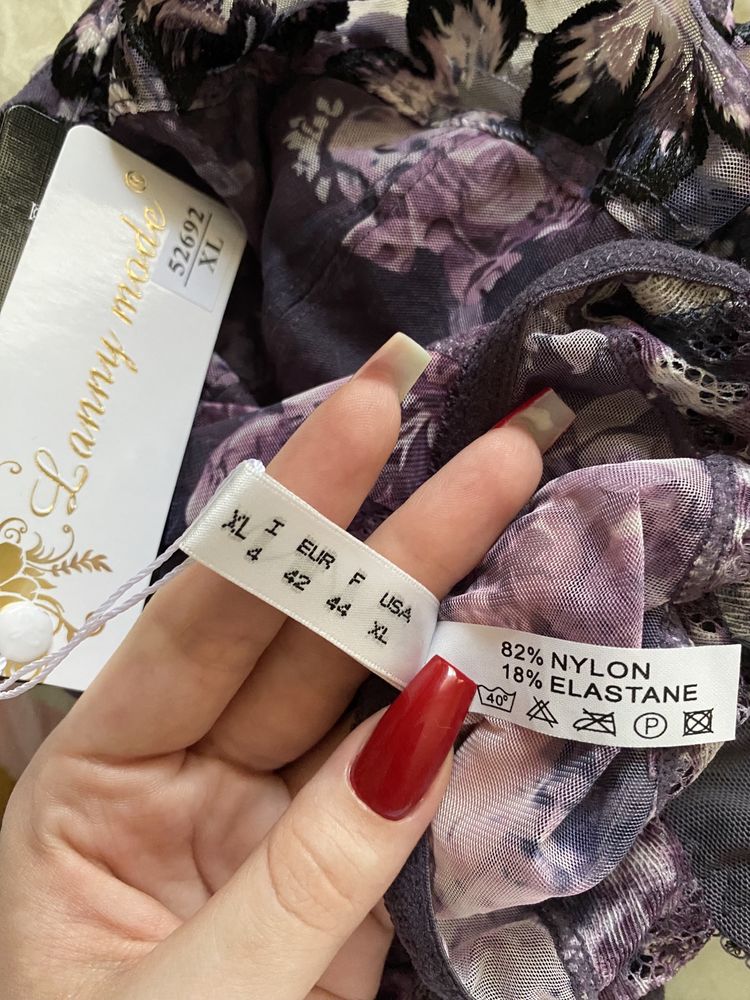 Lanny mode®
52692
XL
XL I EUR F USA
4 42 44 XL
82% NYLON
18% ELASTANE
40°
P